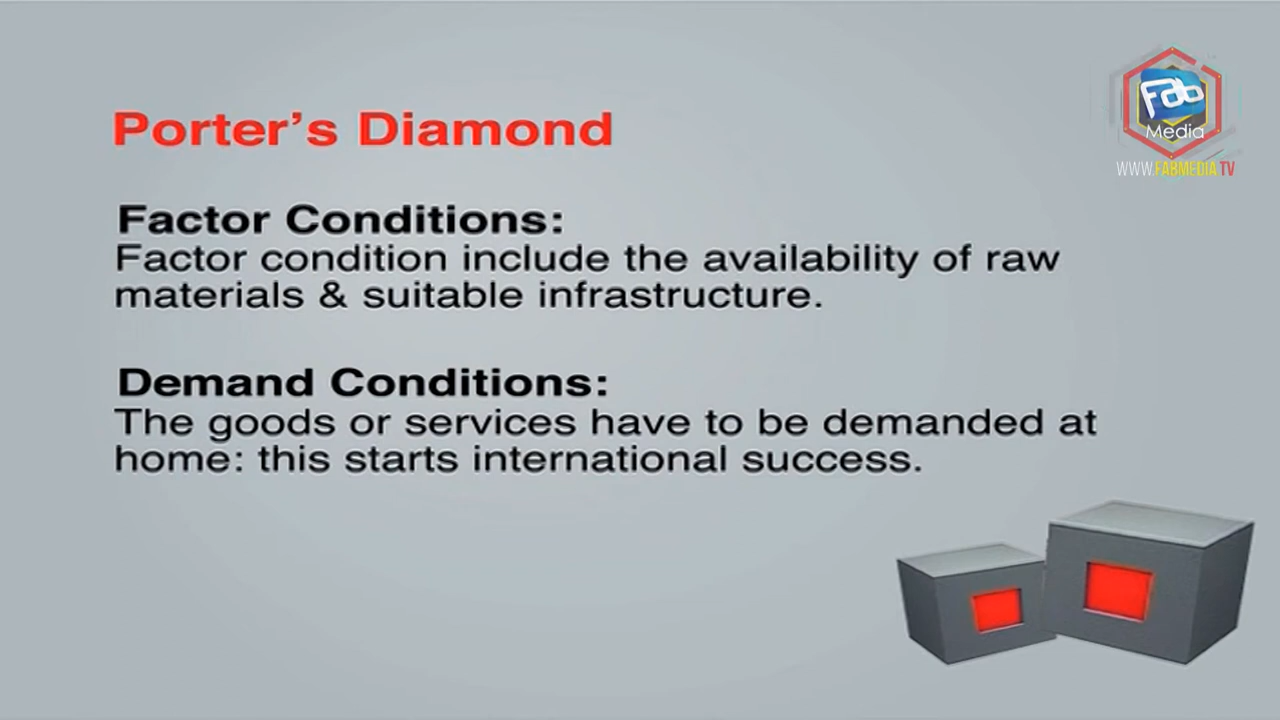 Porter's Diamond
Fab
Media
WWW.FABMEDIA.TV
Factor Conditions:
Factor condition include the availability of raw
materials & suitable infrastructure.
Demand Conditions:
The goods or services have to be demanded at
home: this starts international success.